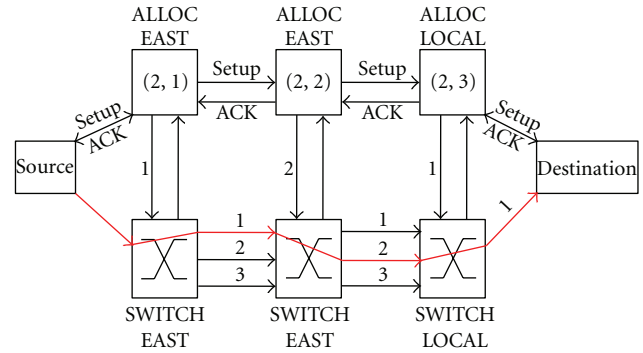 ALLOC ALLOC ALLOC
EAST EAST LOCAL
(2, 1) Setup (2, 2) Setup (2, 3)
ACK ACK
Setup Setup
ACK ACK
Source 1 2 1 Destination
1 1 1
2 2
3 3
SWITCH SWITCH SWITCH
EAST EAST LOCAL